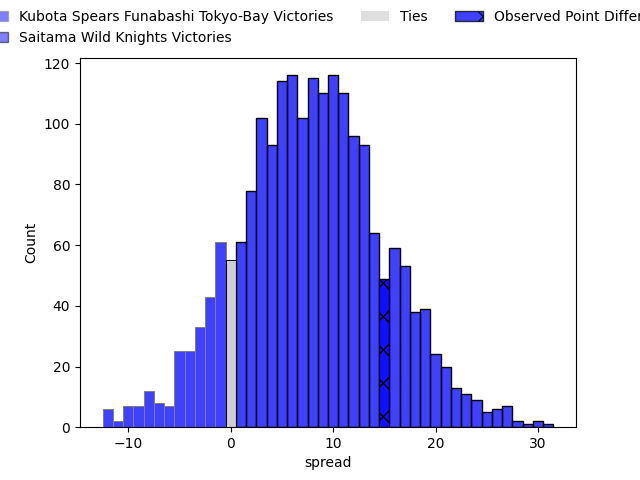 Kubota Spears Funabashi Tokyo-Bay Victories
Ties
Observed Point Differ
Saitama Wild Knights Victories
120
100
80
60
40
20
0
Count
−10 0 10 20 30
spread